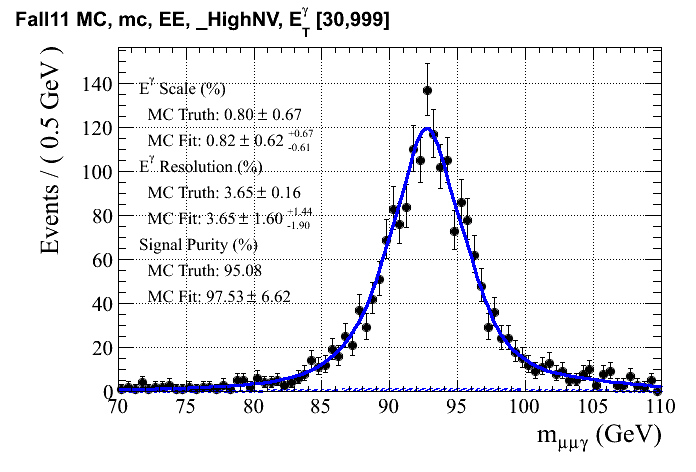 Fall11 MC, mc, EE, _HighNV, E_T^γ [30,999]
Events / ( 0.5 GeV )
140
120
100
80
60
40
20
0
E^γ Scale (%)
MC Truth: 0.80 ± 0.67
MC Fit: 0.82 ± 0.62 +0.67 -0.61
E^γ Resolution (%)
MC Truth: 3.65 ± 0.16
MC Fit: 3.65 ± 1.60 +1.44 -1.90
Signal Purity (%)
MC Truth: 95.08
MC Fit: 97.53 ± 6.62
70 75 80 85 90 95 100 105 110
m_μμγ (GeV)